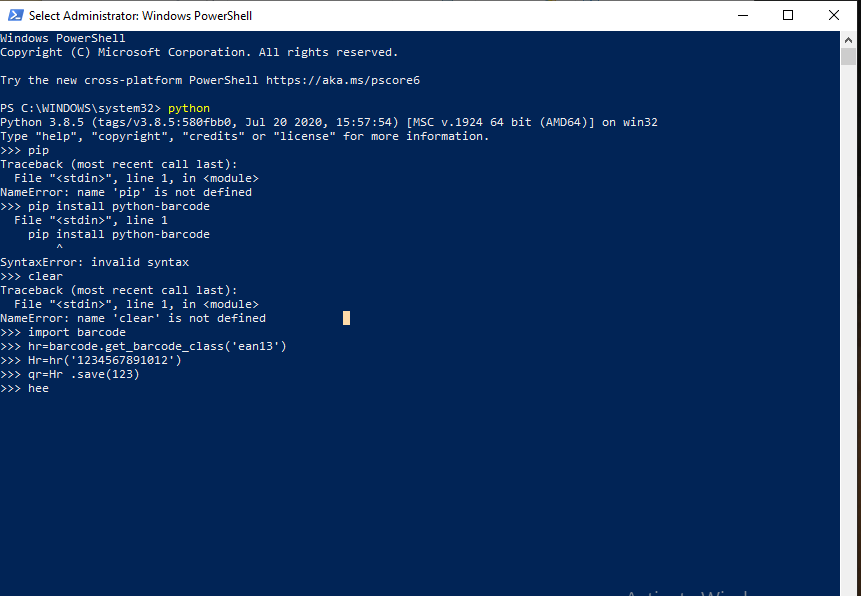 Select Administrator: Windows PowerShell
Windows PowerShell
Copyright (C) Microsoft Corporation. All rights reserved.
Try the new cross-platform PowerShell https://aka.ms/pscore6
PS C:\WINDOWS\system32> python
Python 3.8.5 (tags/v3.8.5:580fbb0, Jul 20 2020, 15:57:54) [MSC v.1924 64 bit (AMD64)] on win32
Type "help", "copyright", "credits" or "license" for more information.
>>> pip
Traceback (most recent call last):
  File "<stdin>", line 1, in <module>
NameError: name 'pip' is not defined
>>> pip install python-barcode
  File "<stdin>", line 1
    pip install python-barcode
        ^
SyntaxError: invalid syntax
>>> clear
Traceback (most recent call last):
  File "<stdin>", line 1, in <module>
NameError: name 'clear' is not defined
>>> import barcode
>>> hr=barcode.get_barcode_class('ean13')
>>> Hr=hr('1234567891012')
>>> qr=Hr .save(123)
>>> hee